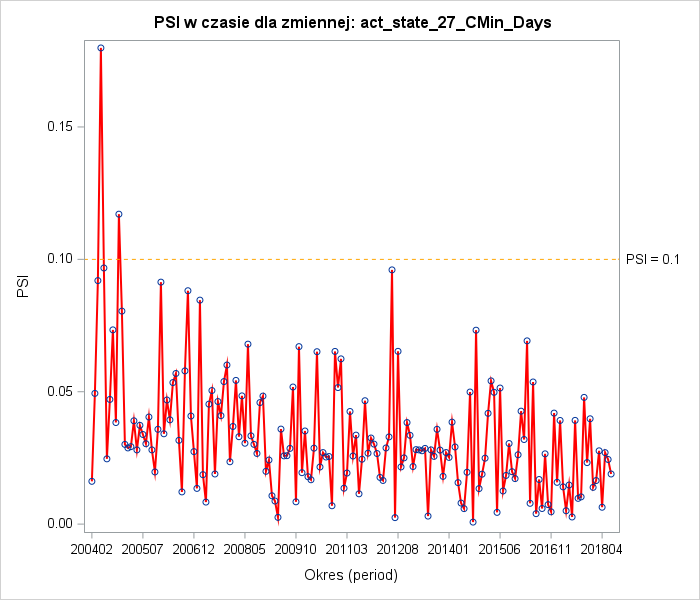 PSI w czasie dla zmiennej: act_state_27_CMin_Days
0.15
0.10
0.05
0.00
PSI
PSI = 0.1
200402 200507 200612 200805 200910 201103 201208 201401 201506 201611 201804
Okres (period)